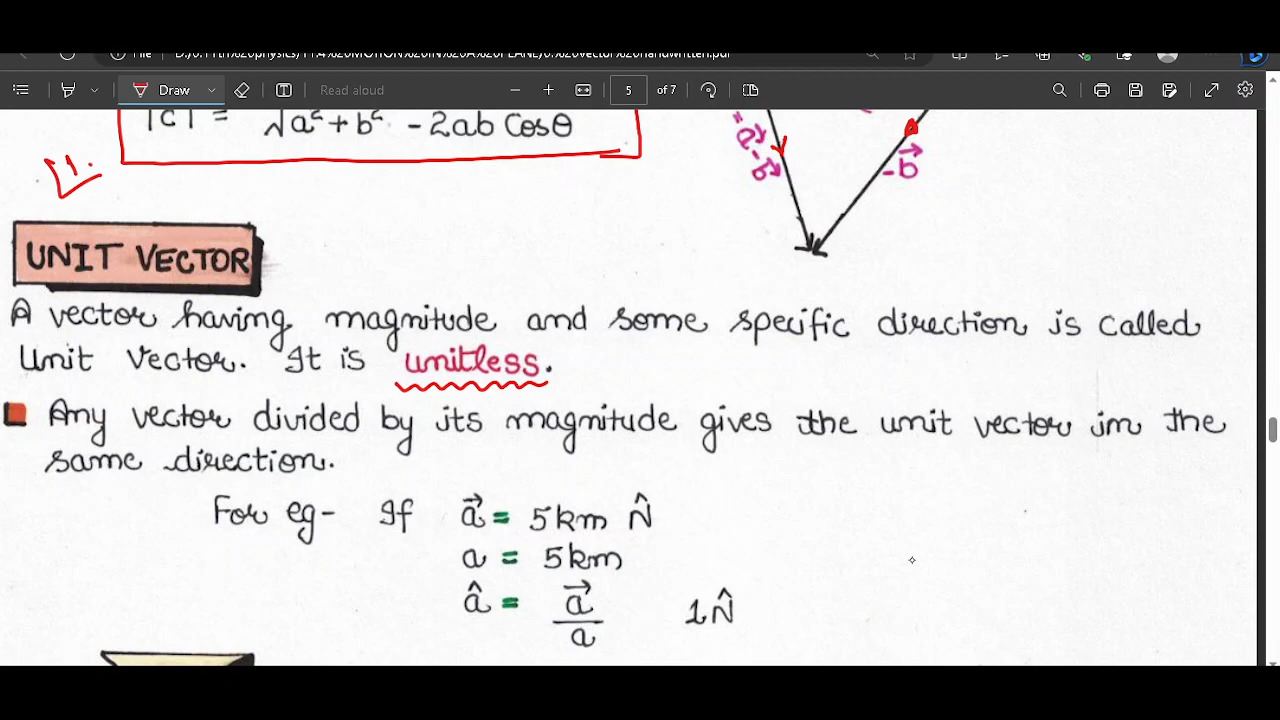 Draw
Read aloud
5 of 7
|C| = √a² + b² - 2ab Cosθ
= a⃗ - b⃗
-b⃗
UNIT VECTOR
A vector having magnitude and some specific direction is called
Unit Vector. It is unitless.
Any vector divided by its magnitude gives the unit vector in the
same direction.
For eg- If a⃗ = 5km N̂
a = 5km
â = a⃗ / a 1N̂